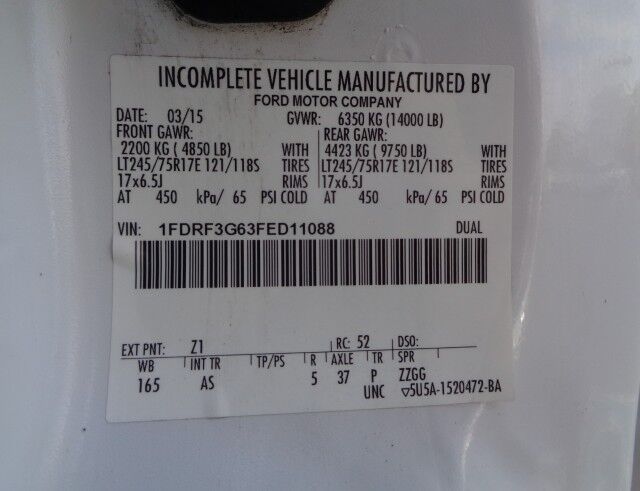 INCOMPLETE VEHICLE MANUFACTURED BY
FORD MOTOR COMPANY
DATE: 03/15 GVWR: 6350 KG (14000 LB)
FRONT GAWR: REAR GAWR:
2200 KG ( 4850 LB) WITH 4423 KG ( 9750 LB) WITH
LT245/75R17E 121/118S TIRES LT245/75R17E 121/118S TIRES
17x6.5J RIMS 17x6.5J RIMS
AT 450 kPa/ 65 PSI COLD AT 450 kPa/ 65 PSI COLD
VIN: 1FDRF3G63FED11088 DUAL
EXT PNT: Z1 RC: 52 DSO:
WB INT TR TP/PS R AXLE TR SPR
165 AS 5 37 P ZZGG
UNC ▽5U5A-1520472-BA